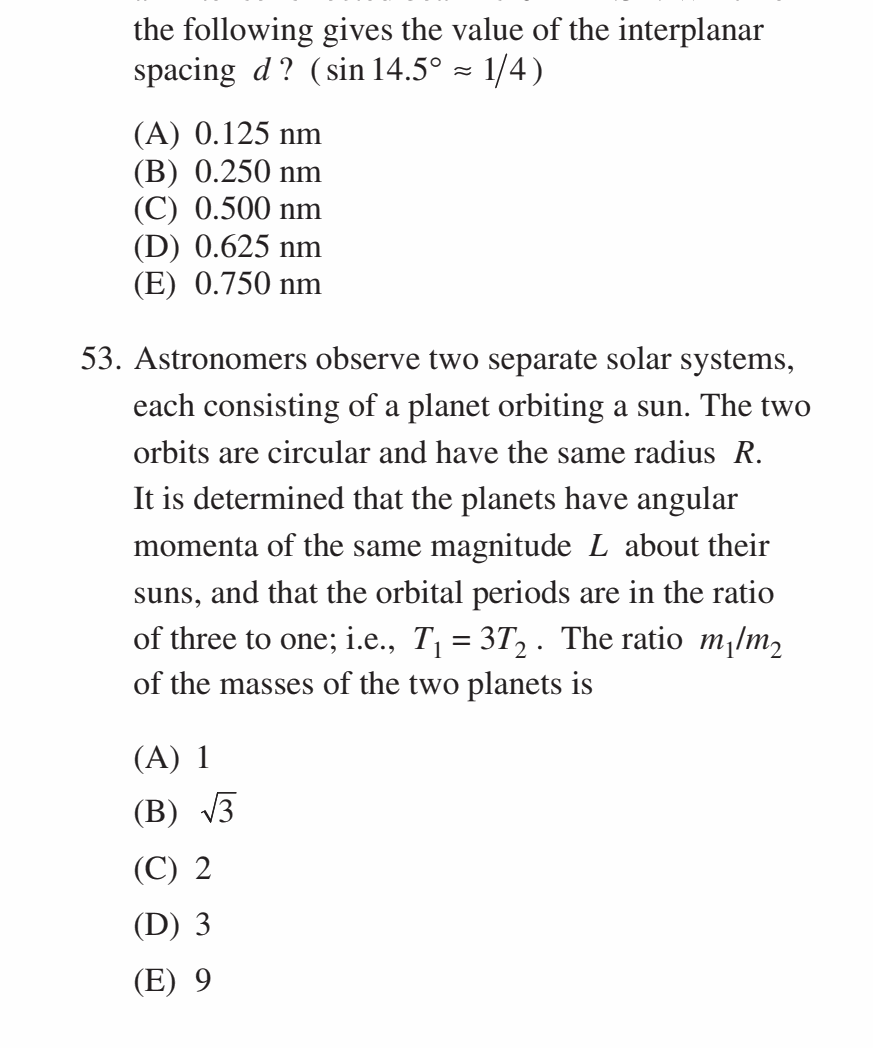 the following gives the value of the interplanar
spacing d ? ( sin 14.5° ≈ 1/4 )
(A) 0.125 nm
(B) 0.250 nm
(C) 0.500 nm
(D) 0.625 nm
(E) 0.750 nm
53. Astronomers observe two separate solar systems,
each consisting of a planet orbiting a sun. The two
orbits are circular and have the same radius R.
It is determined that the planets have angular
momenta of the same magnitude L about their
suns, and that the orbital periods are in the ratio
of three to one; i.e., T₁ = 3T₂ . The ratio m₁/m₂
of the masses of the two planets is
(A) 1
(B) √3
(C) 2
(D) 3
(E) 9